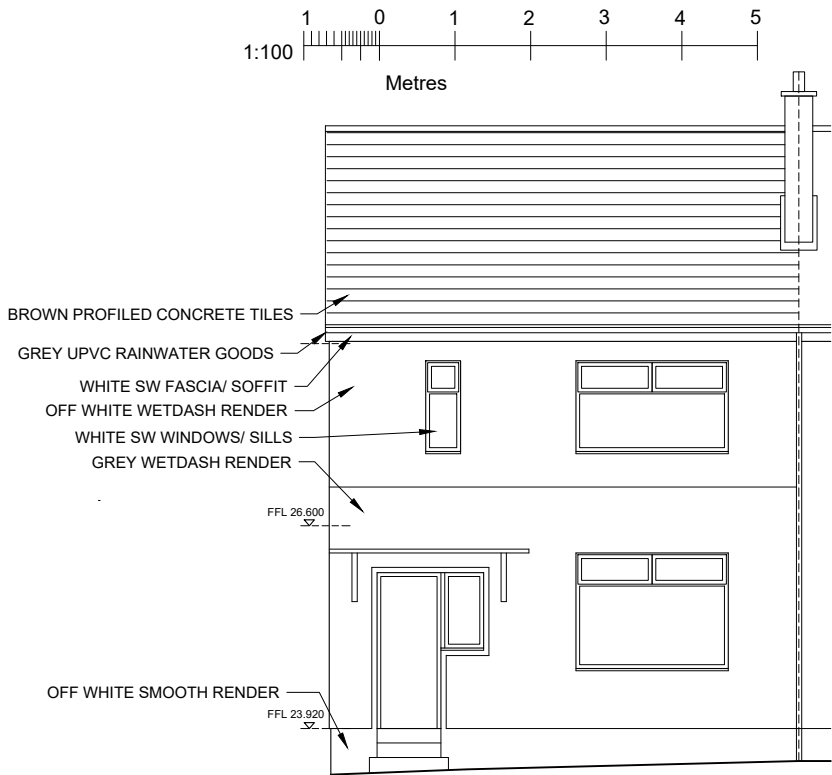 1 0 1 2 3 4 5
1:100
Metres
BROWN PROFILED CONCRETE TILES
GREY UPVC RAINWATER GOODS
WHITE SW FASCIA/ SOFFIT
OFF WHITE WETDASH RENDER
WHITE SW WINDOWS/ SILLS
GREY WETDASH RENDER
FFL 26.600
OFF WHITE SMOOTH RENDER
FFL 23.920